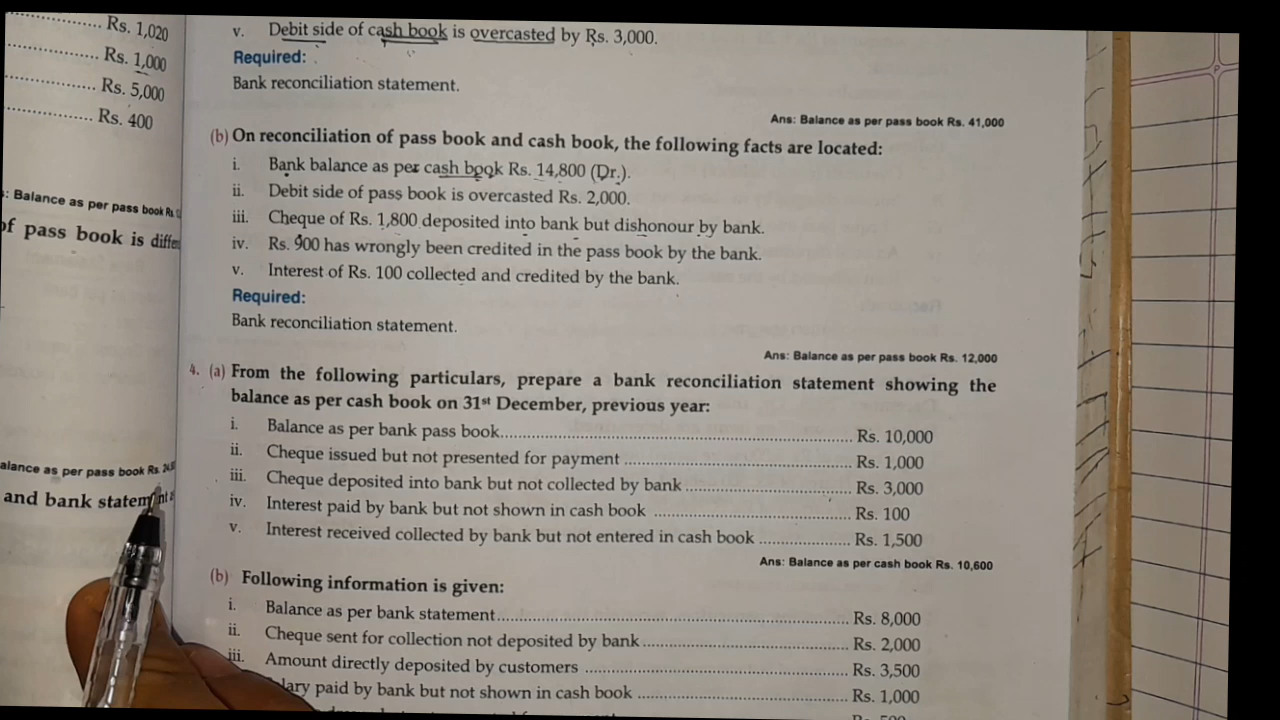 Rs. 1,020
Rs. 1,000
Rs. 5,000
Rs. 400
: Balance as per pass book Rs.
of pass book is
alance as per pass book Rs.
and bank
v. Debit side of cash book is overcasted by Rs. 3,000.
Required:
Bank reconciliation statement.
Ans: Balance as per pass book Rs. 41,000
(b) On reconciliation of pass book and cash book, the following facts are located:
i. Bank balance as per cash book Rs. 14,800 (Dr.).
ii. Debit side of pass book is overcasted Rs. 2,000.
iii. Cheque of Rs. 1,800 deposited into bank but dishonour by bank.
iv. Rs. 900 has wrongly been credited in the pass book by the bank.
v. Interest of Rs. 100 collected and credited by the bank.
Required:
Bank reconciliation statement.
Ans: Balance as per pass book Rs. 12,000
4. (a) From the following particulars, prepare a bank reconciliation statement showing the
balance as per cash book on 31st December, previous year:
i. Balance as per bank pass book.......... Rs. 10,000
ii. Cheque issued but not presented for payment .......... Rs. 1,000
iii. Cheque deposited into bank but not collected by bank .......... Rs. 3,000
iv. Interest paid by bank but not shown in cash book .......... Rs. 100
v. Interest received collected by bank but not entered in cash book .......... Rs. 1,500
Ans: Balance as per cash book Rs. 10,600
(b) Following information is given:
i. Balance as per bank statement.......... Rs. 8,000
ii. Cheque sent for collection not deposited by bank .......... Rs. 2,000
iii. Amount directly deposited by customers .......... Rs. 3,500
paid by bank but not shown in cash book .......... Rs. 1,000